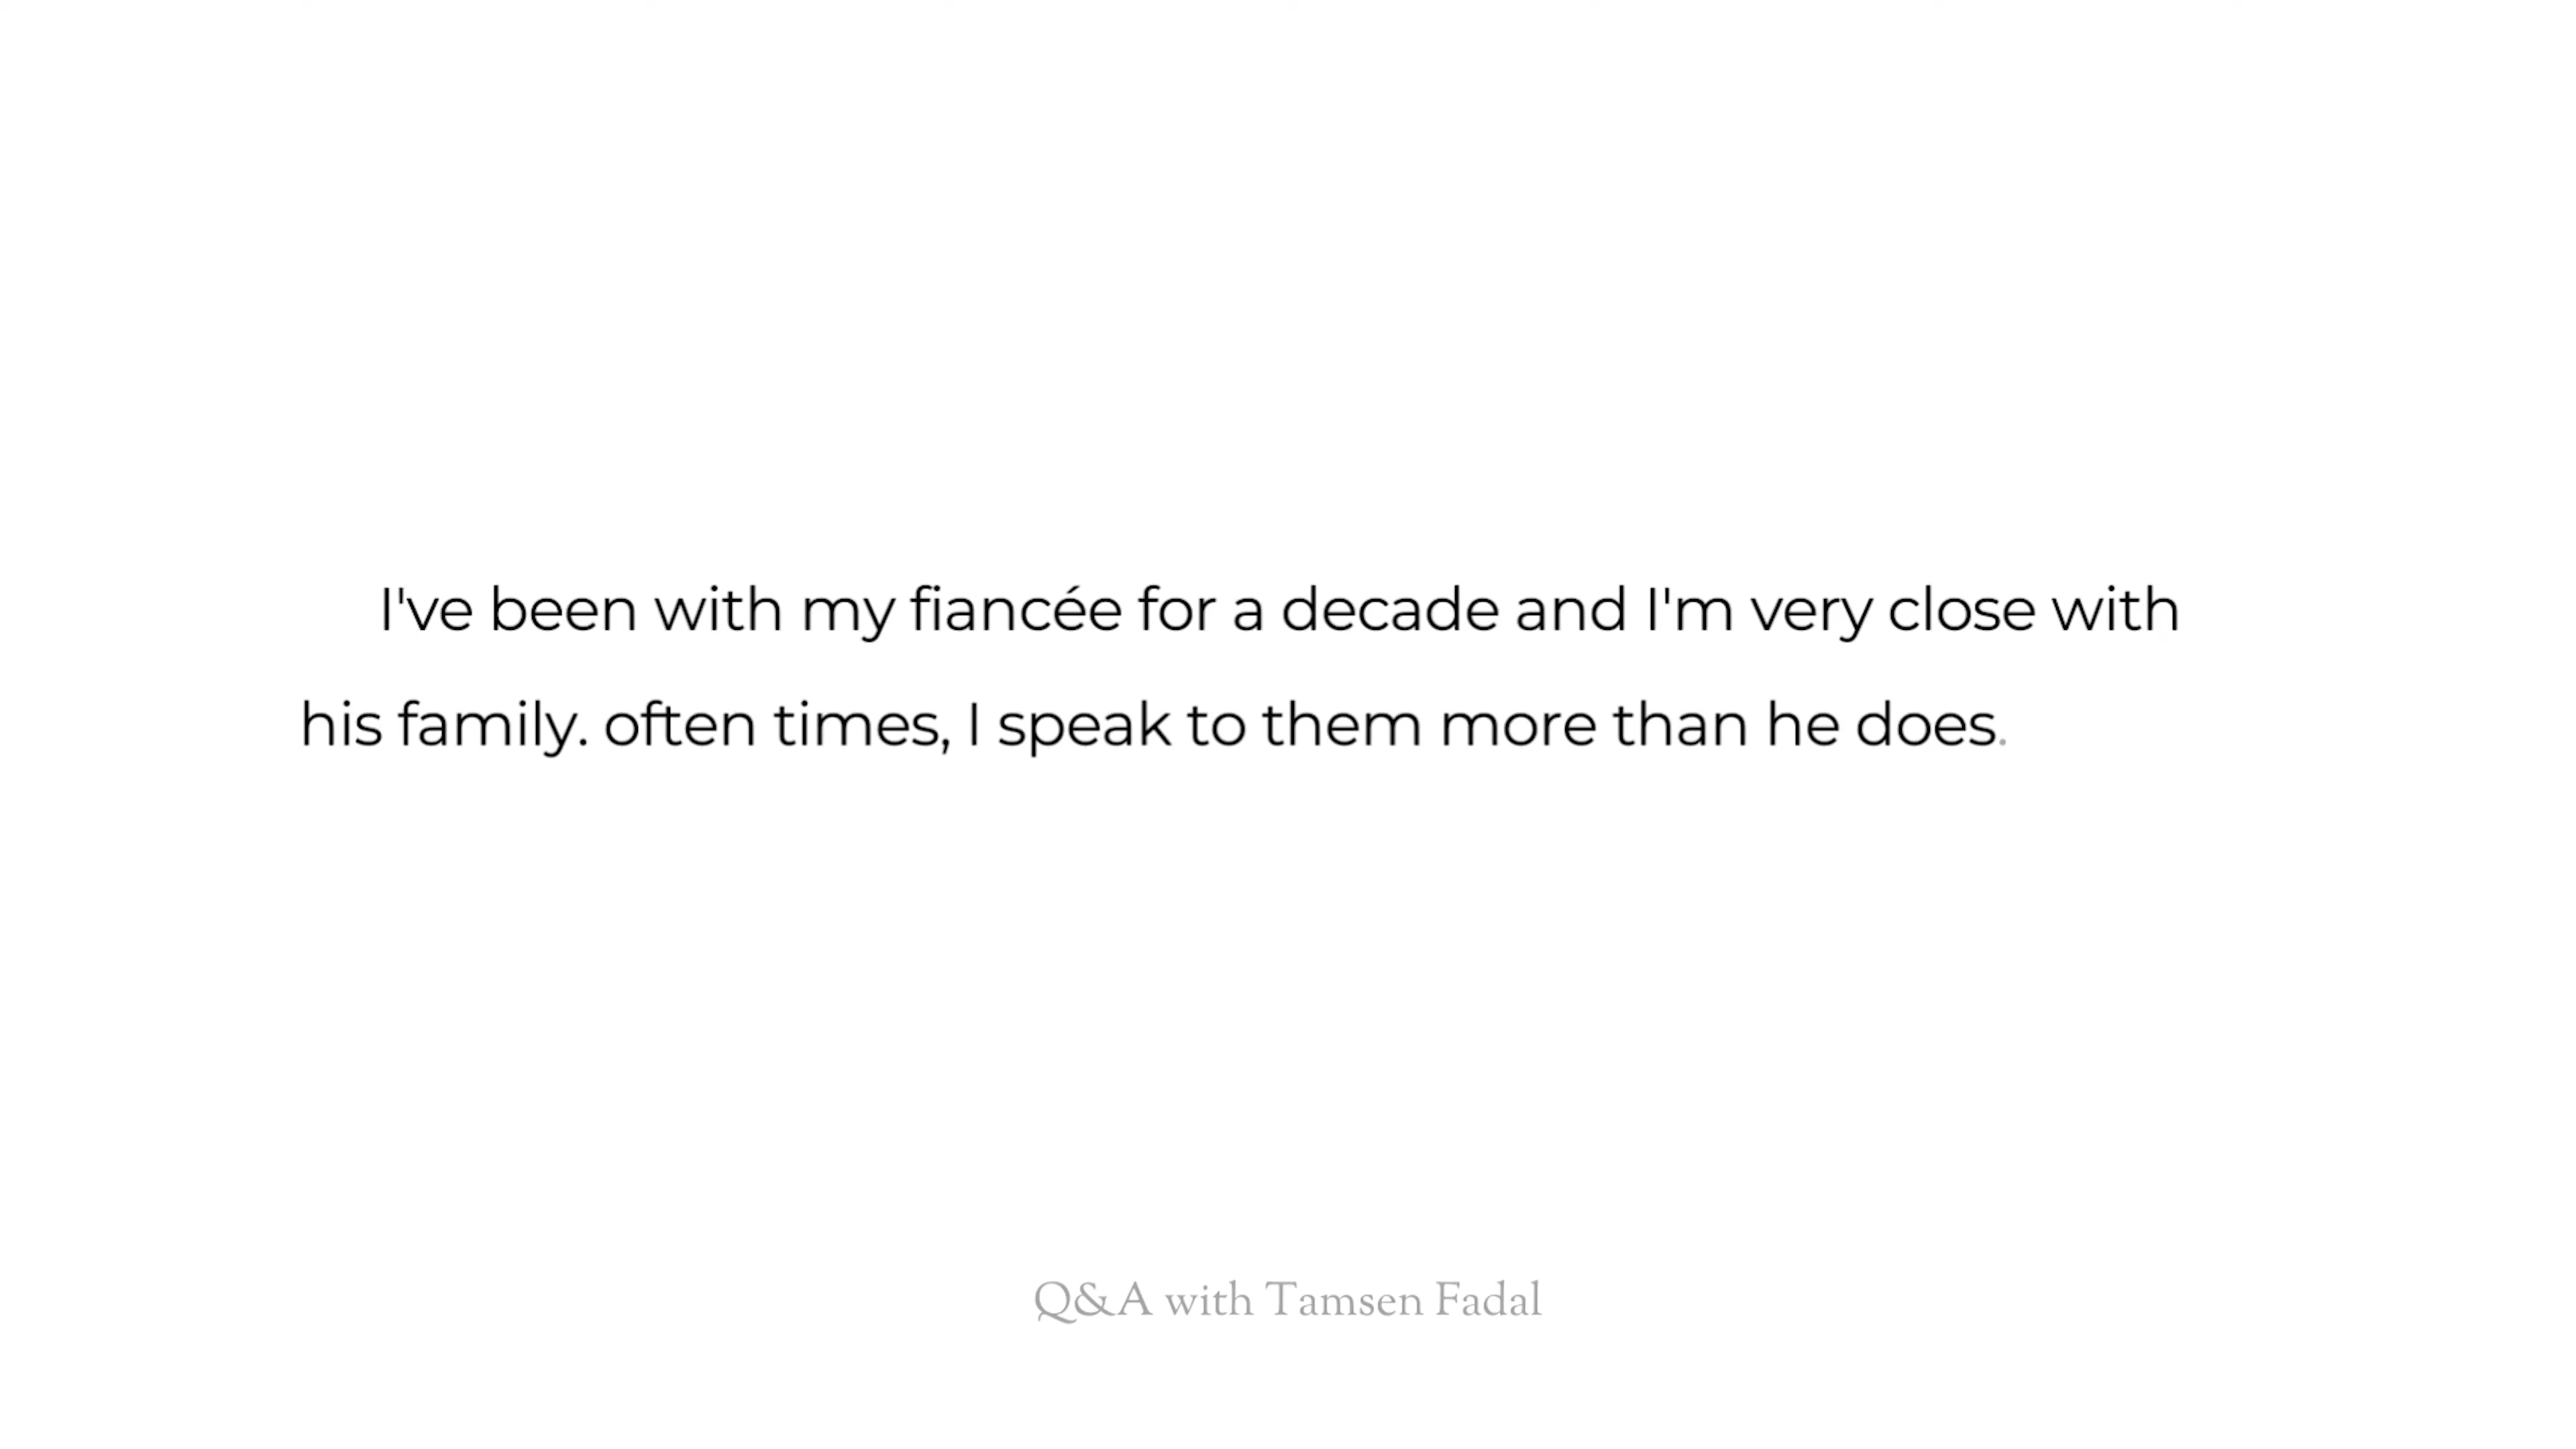 I've been with my fiancée for a decade and I'm very close with
his family. often times, I speak to them more than he does.
Q&A with Tamsen Fadal